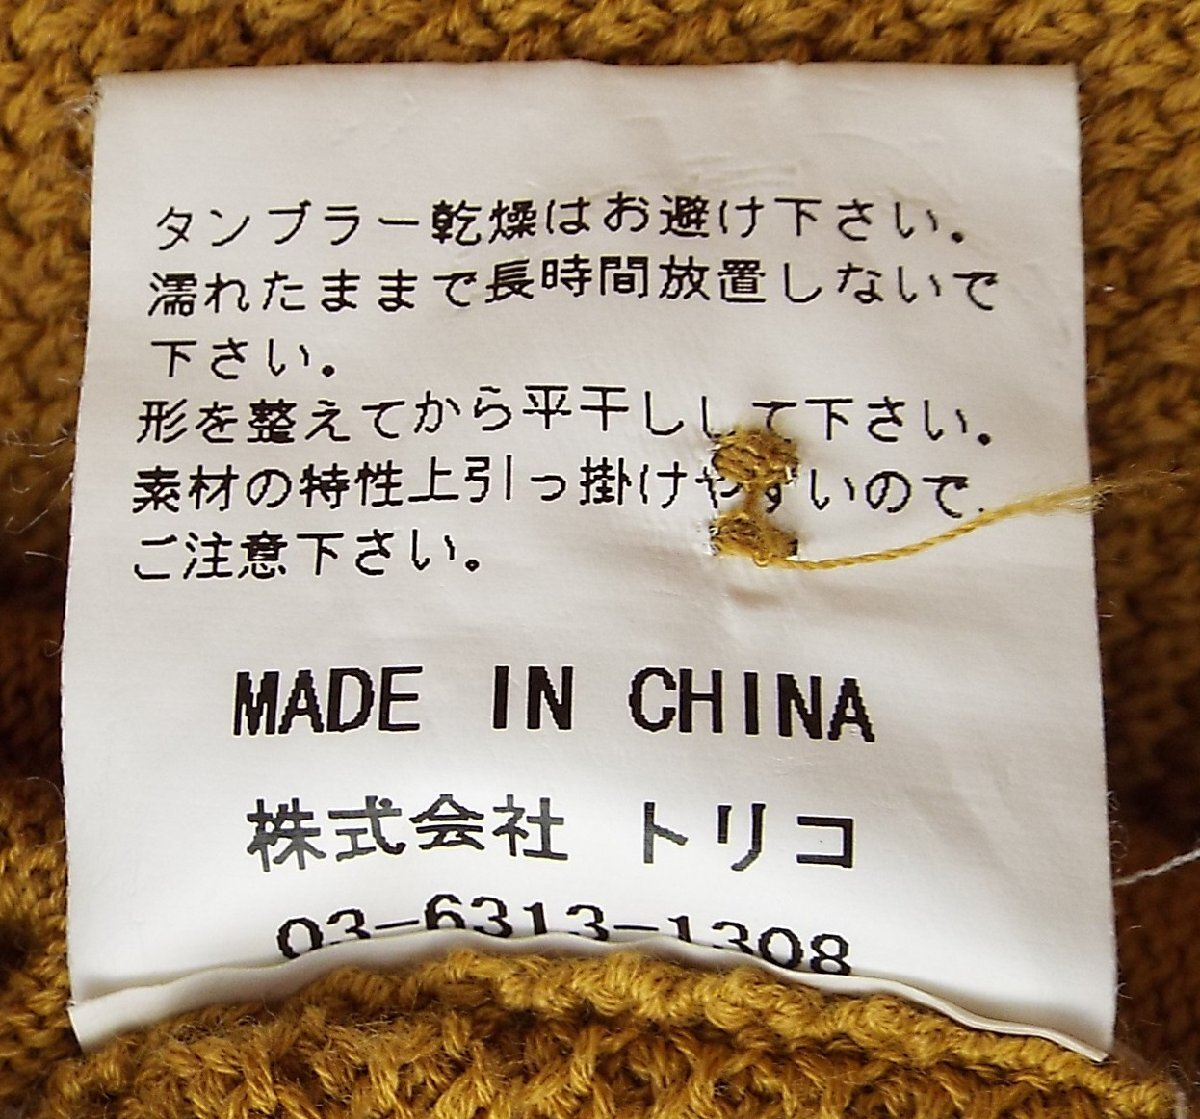 タンブラー乾燥はお避け下さい。
濡れたままで長時間放置しないで
下さい。
形を整えてから平干しして下さい。
素材の特性上引っ掛けやすいので、
ご注意下さい。
MADE IN CHINA
株式会社 トリコ
03-6313-1308